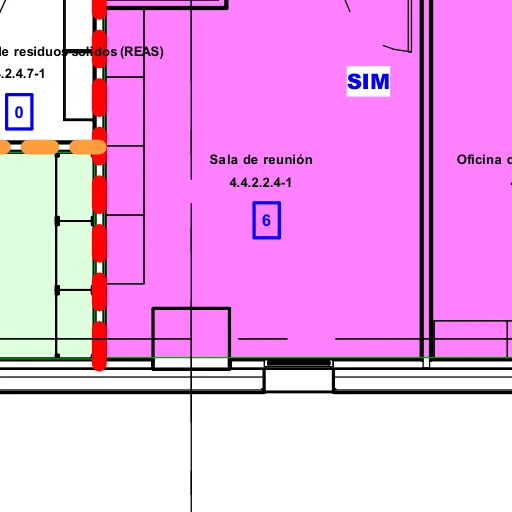 de residuos solidos (REAS)
4.2.4.7-1
0
SIM
Sala de reunión
4.4.2.2.4-1
6
Oficina d